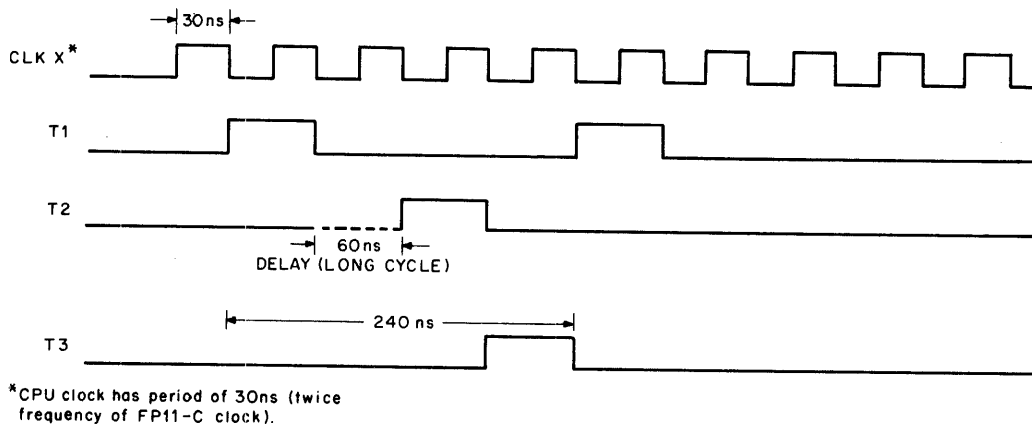 30ns
CLK X*
T1
T2
60ns
DELAY (LONG CYCLE)
240 ns
T3
*CPU clock has period of 30ns (twice
frequency of FP11-C clock).